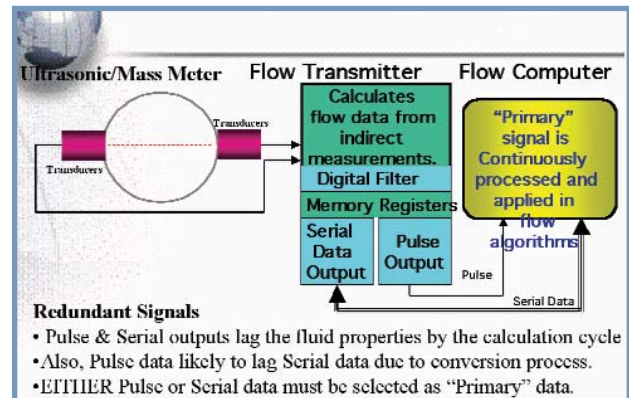 Ultrasonic/Mass Meter
Flow Transmitter
Flow Computer
Transducers
Transducers
Calculates
flow data from
indirect
measurements.
Digital Filter
Memory Registers
Serial
Data
Output
Pulse
Output
"Primary"
signal is
Continuously
processed and
applied in
flow
algorithms
Pulse
Serial Data
Redundant Signals
• Pulse & Serial outputs lag the fluid properties by the calculation cycle
•Also, Pulse data likely to lag Serial data due to conversion process.
•EITHER Pulse or Serial data must be selected as "Primary" data.